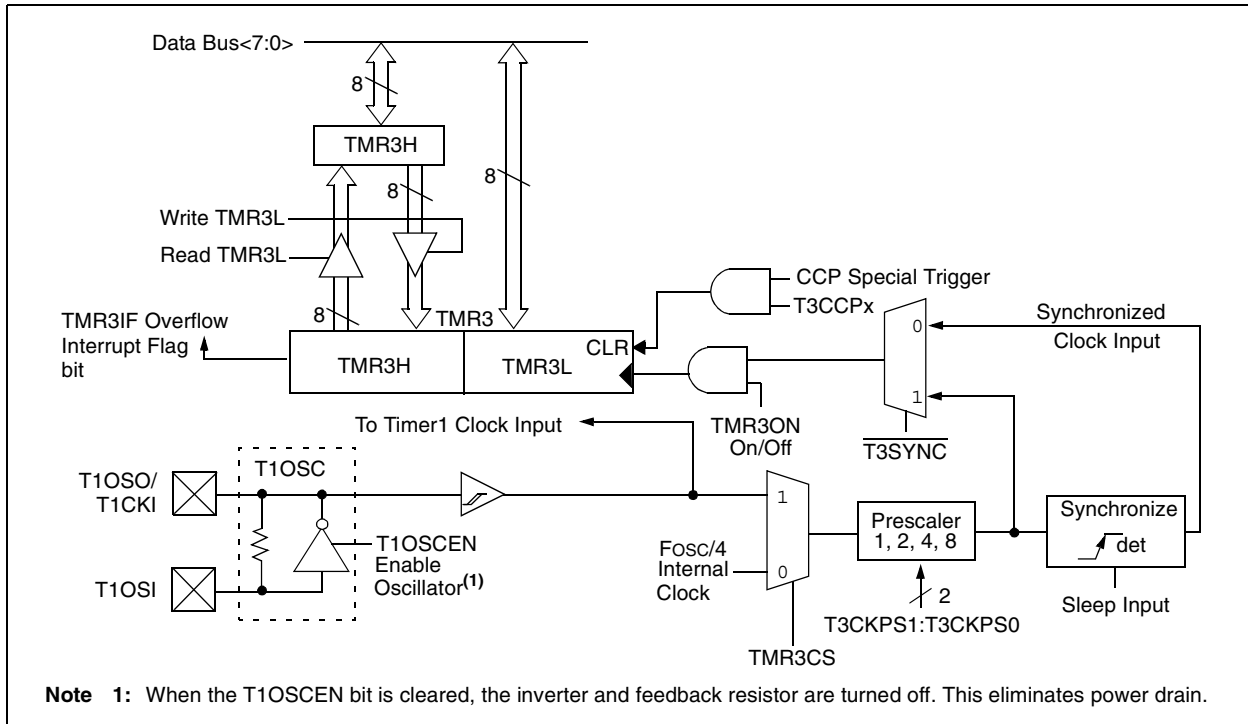 Data Bus<7:0>
8
TMR3H
8
8
Write TMR3L
Read TMR3L
CCP Special Trigger
T3CCPx
8
TMR3
TMR3IF Overflow
Interrupt Flag
bit
TMR3H
TMR3L
CLR
0
1
Synchronized
Clock Input
To Timer1 Clock Input
TMR3ON
On/Off
T3SYNC
T1OSC
T1OSO/
T1CKI
1
Prescaler
1, 2, 4, 8
Synchronize
det
T1OSCEN
Enable
Oscillator(1)
FOSC/4
Internal
Clock
0
T1OSI
2
Sleep Input
T3CKPS1:T3CKPS0
TMR3CS
Note 1: When the T1OSCEN bit is cleared, the inverter and feedback resistor are turned off. This eliminates power drain.